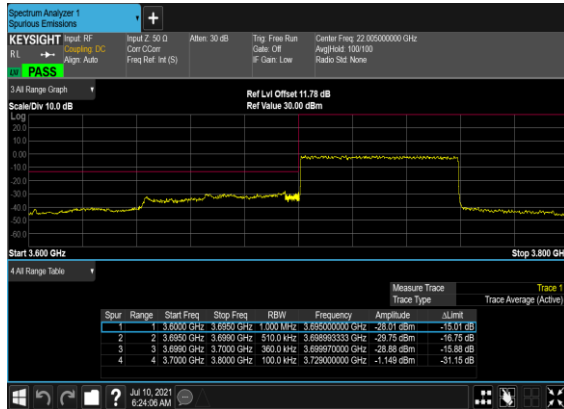 Spectrum Analyzer 1
Spurious Emissions
+
KEYSIGHT
RL
Input: RF
Coupling: DC
Align: Auto
Input Z: 50 Ω
Corr CCorr
Freq Ref: Int (S)
Atten: 30 dB
Trig: Free Run
Gate: Off
IF Gain: Low
Center Freq: 22.005000000 GHz
Avg|Hold: 100/100
Radio Std: None
PASS
3 All Range Graph
Scale/Div 10.0 dB
Ref Lvl Offset 11.78 dB
Ref Value 30.00 dBm
Log
20.0
10.0
0.00
-10.0
-20.0
-30.0
-40.0
-50.0
-60.0
Start 3.600 GHz
Stop 3.800 GH
4 All Range Table
Measure Trace Trace 1
Trace Type Trace Average (Active)
Spur Range Start Freq Stop Freq RBW Frequency Amplitude ΔLimit
1 1 3.6000 GHz 3.6950 GHz 1.000 MHz 3.695000000 GHz -28.01 dBm -15.01 dB
2 2 3.6950 GHz 3.6990 GHz 510.0 kHz 3.698993333 GHz -29.75 dBm -16.75 dB
3 3 3.6990 GHz 3.7000 GHz 360.0 kHz 3.699970000 GHz -28.88 dBm -15.88 dB
4 4 3.7000 GHz 3.8000 GHz 100.0 kHz 3.729000000 GHz -1.149 dBm -31.15 dB
?
Jul 10, 2021
6:24:06 AM